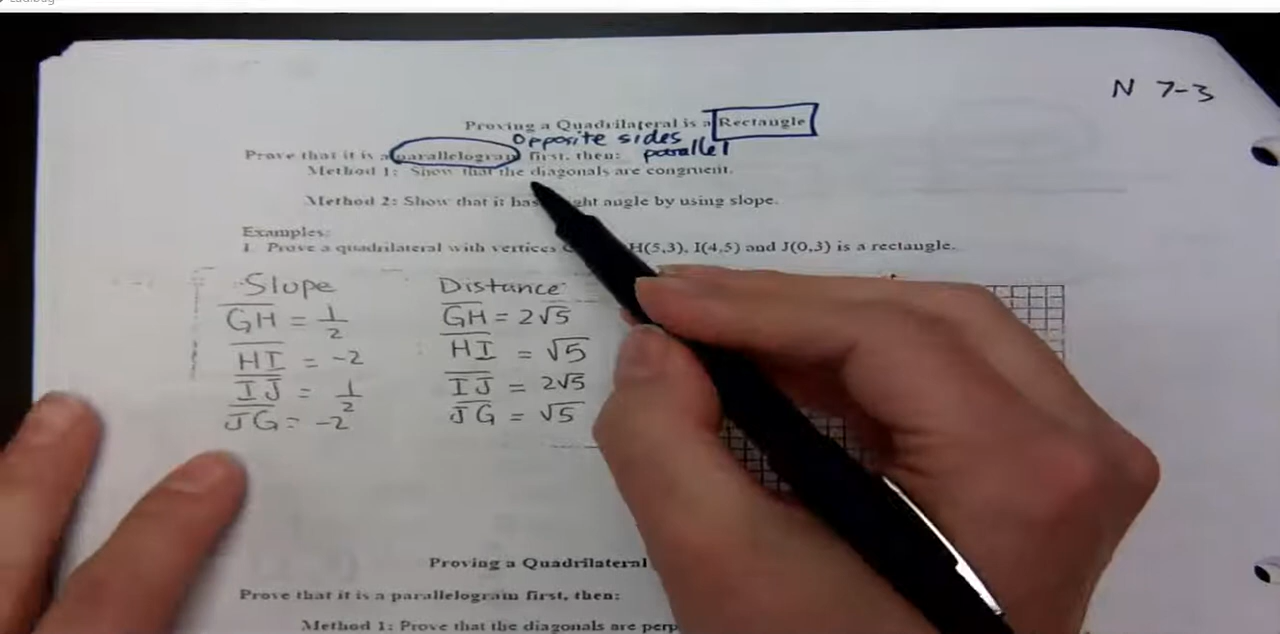 N 7-3
Proving a Quadrilateral is a Rectangle
Opposite sides
Prove that it is a parallelogram first, then: parallel
Method 1: Show that the diagonals are congruent.
Method 2: Show that it has angle by using slope.
Examples:
1. Prove a quadrilateral with vertices H(5,3), I(4,5) and J(0,3) is a rectangle.
Slope Distance
GH = 1/2 GH = 2√5
HI = -2 HI = √5
IJ = 1/2 IJ = 2√5
JG = -2 JG = √5
Proving a Quadrilateral
Prove that it is a parallelogram first, then:
Method 1: Prove that the diagonals are